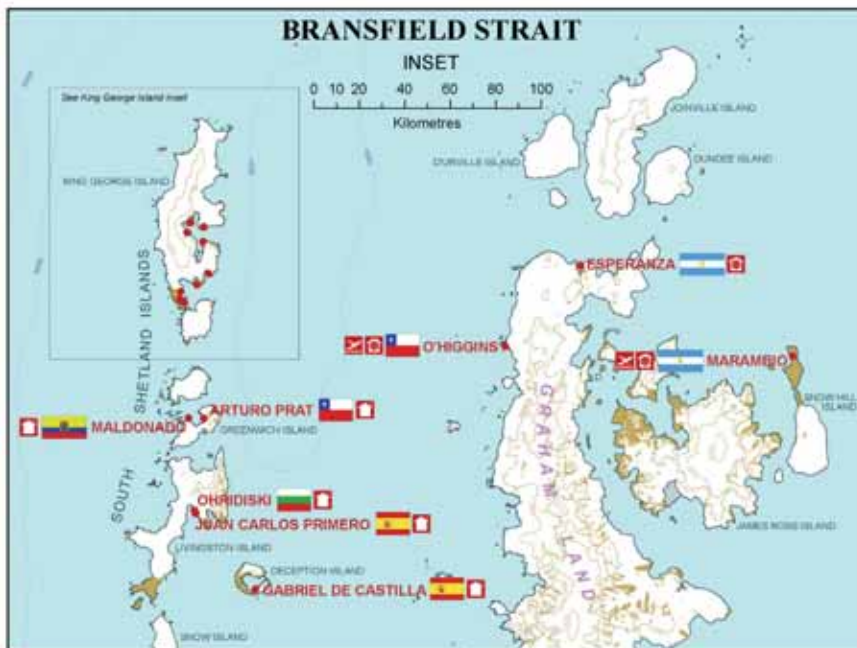 BRANSFIELD STRAIT
INSET
0 10 20 40 60 80 100
Kilometres
See King George Island Inset
KING GEORGE ISLAND
SOUTH SHETLAND ISLANDS
JOINVILLE ISLAND
D'URVILLE ISLAND
DUNDEE ISLAND
ESPERANZA
O'HIGGINS
MARAMBIO
SNOW HILL
ISLAND
GRAHAM LAND
ARTURO PRAT
MALDONADO
GREENWICH ISLAND
OHRIDISKI
JUAN CARLOS PRIMERO
LIVINGSTON ISLAND
JAMES ROSS ISLAND
DECEPTION ISLAND
GABRIEL DE CASTILLA
SNOW ISLAND